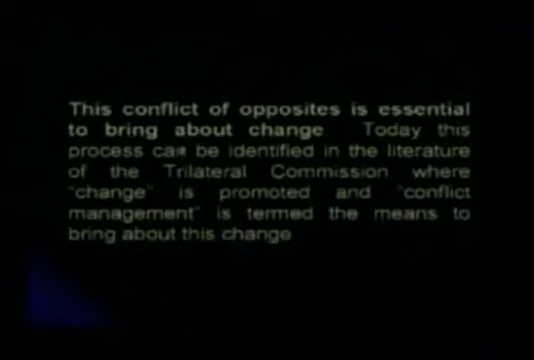 This conflict of opposites is essential
to bring about change. Today this
process can be identified in the literature
of the Trilateral Commission where
"change" is promoted and "conflict
management" is termed the means to
bring about this change